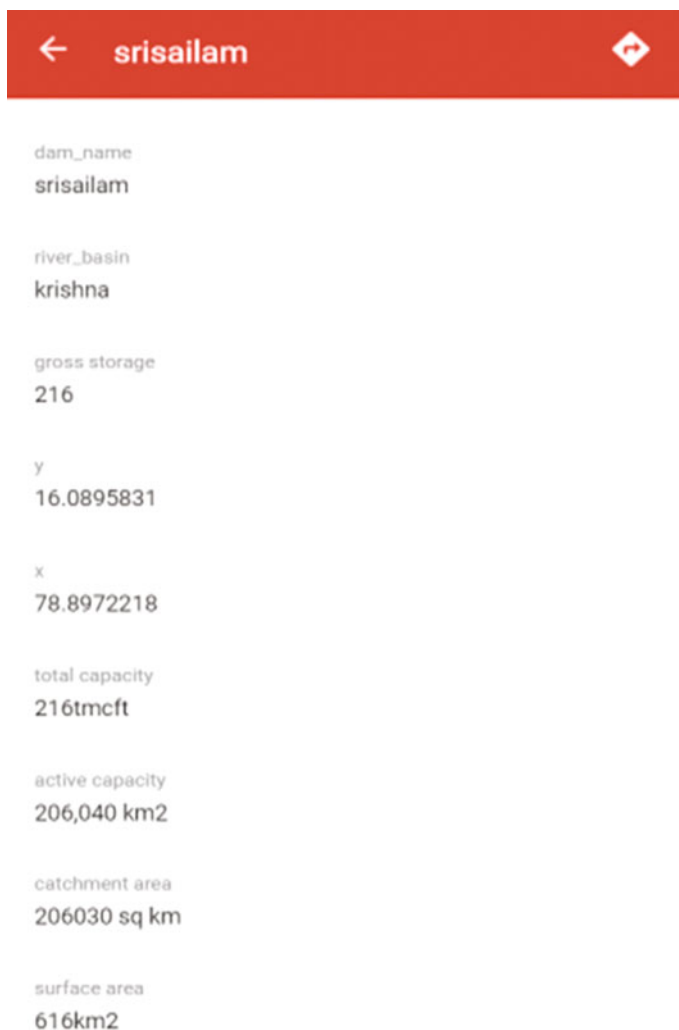 srisailam
dam_name
srisailam
river_basin
krishna
gross storage
216
y
16.0895831
x
78.8972218
total capacity
216tmcft
active capacity
206,040 km2
catchment area
206030 sq km
surface area
616km2